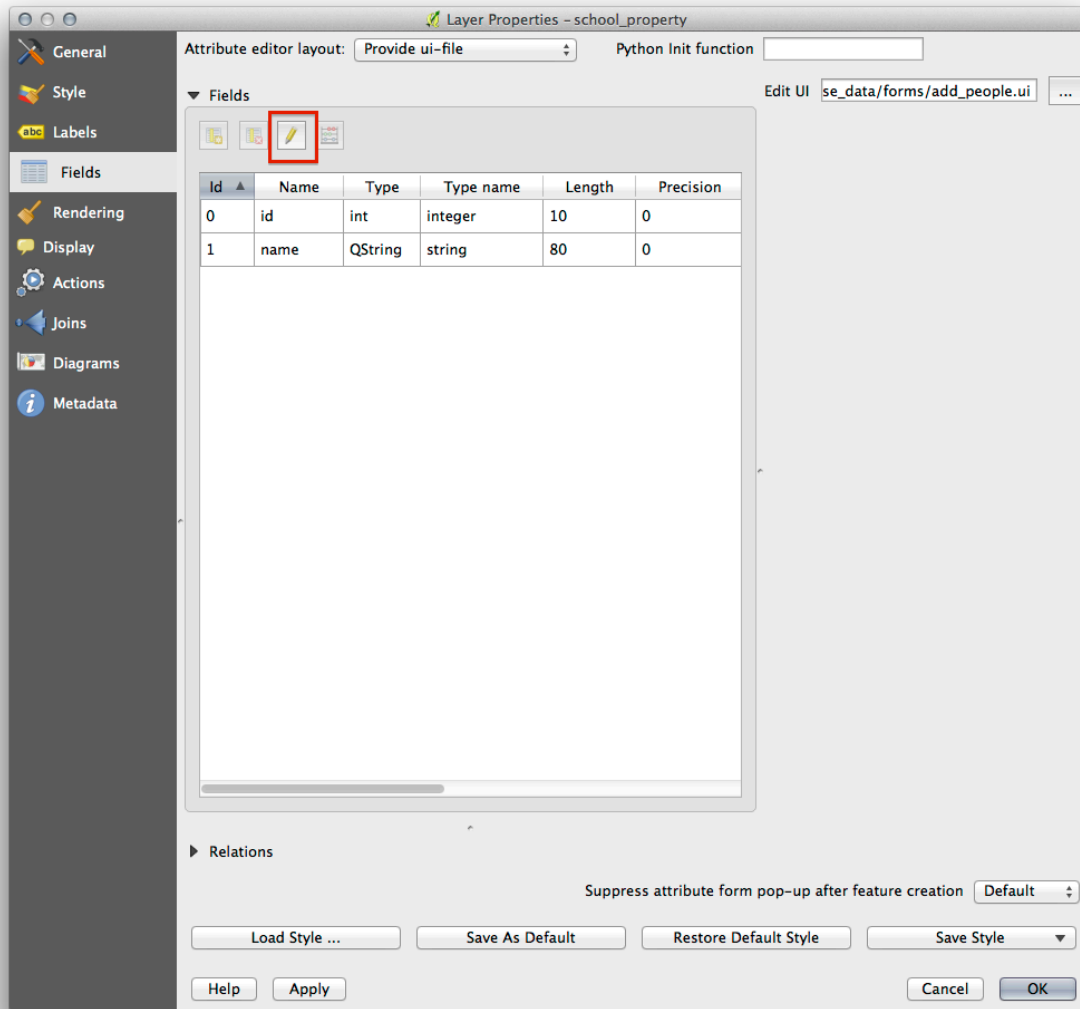 Layer Properties – school_property
General
Style
abc Labels
Fields
Rendering
Display
Actions
Joins
Diagrams
i Metadata
Attribute editor layout: Provide ui-file Python Init function
Fields
Edit UI se_data/forms/add_people.ui ...
Id Name Type Type name Length Precision
0 id int integer 10 0
1 name QString string 80 0
Relations
Suppress attribute form pop-up after feature creation Default
Load Style ... Save As Default Restore Default Style Save Style
Help Apply Cancel OK